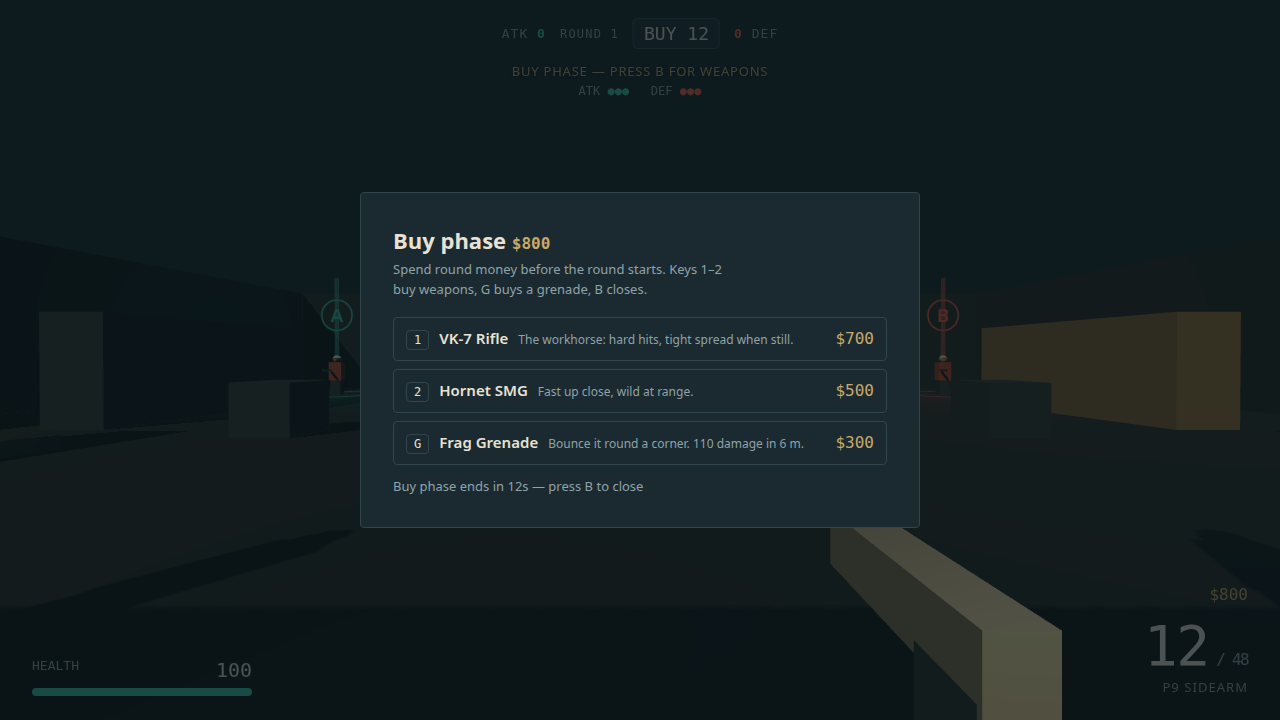 ATK 0 ROUND 1 BUY 12 0 DEF
BUY PHASE — PRESS B FOR WEAPONS
ATK DEF
A
B
Buy phase $800
Spend round money before the round starts. Keys 1–2
buy weapons, G buys a grenade, B closes.
1 VK-7 Rifle The workhorse: hard hits, tight spread when still. $700
2 Hornet SMG Fast up close, wild at range. $500
G Frag Grenade Bounce it round a corner. 110 damage in 6 m. $300
Buy phase ends in 12s — press B to close
$800
HEALTH 100
12 / 48
P9 SIDEARM